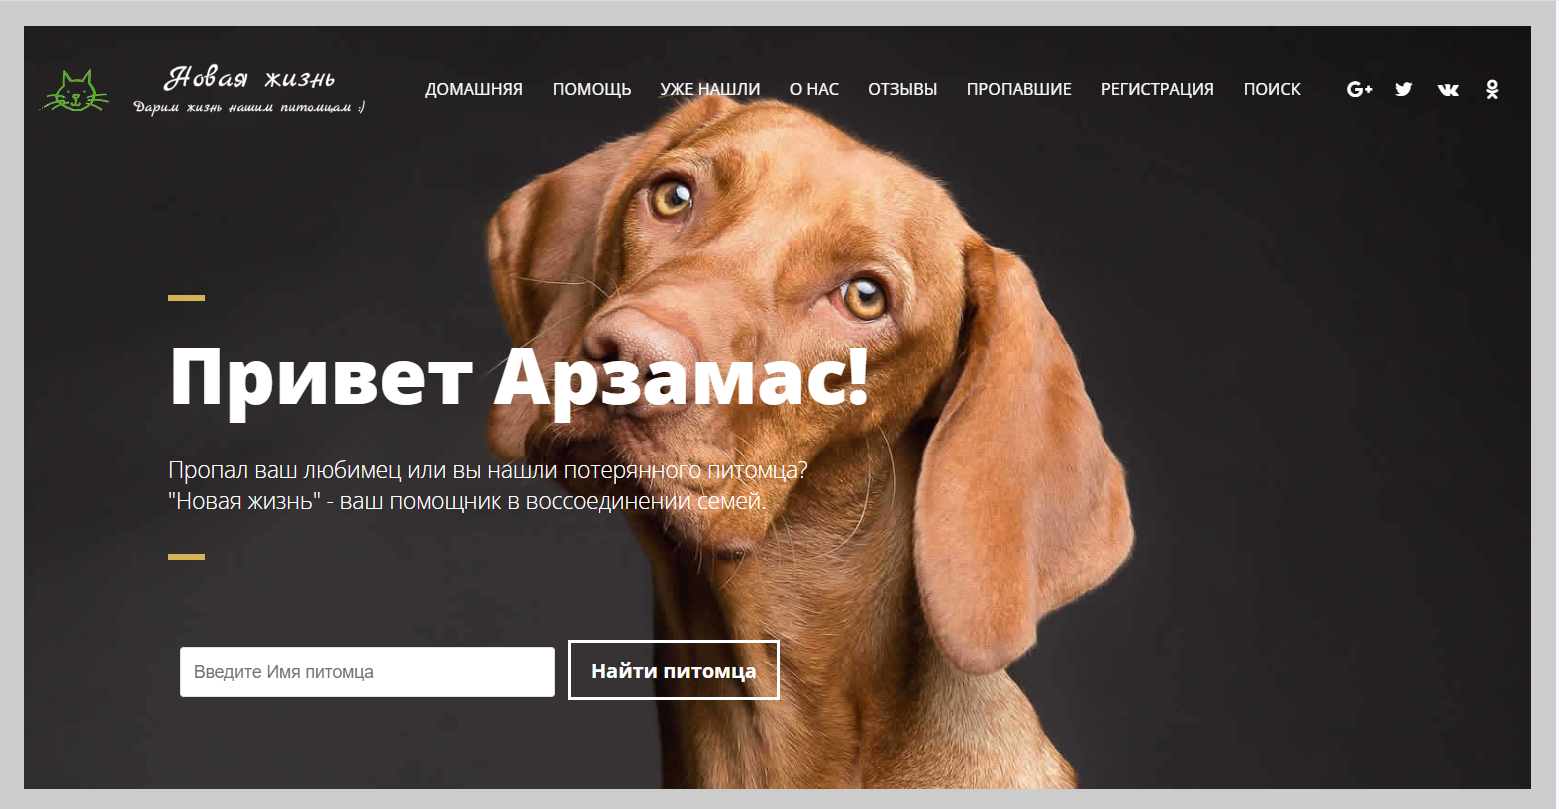 Новая жизнь
Дарим жизнь нашим питомцам :)
ДОМАШНЯЯ ПОМОЩЬ УЖЕ НАШЛИ О НАС ОТЗЫВЫ ПРОПАВШИЕ РЕГИСТРАЦИЯ ПОИСК
Привет Арзамас!
Пропал ваш любимец или вы нашли потерянного питомца?
"Новая жизнь" - ваш помощник в воссоединении семей.
Введите Имя питомца
Найти питомца